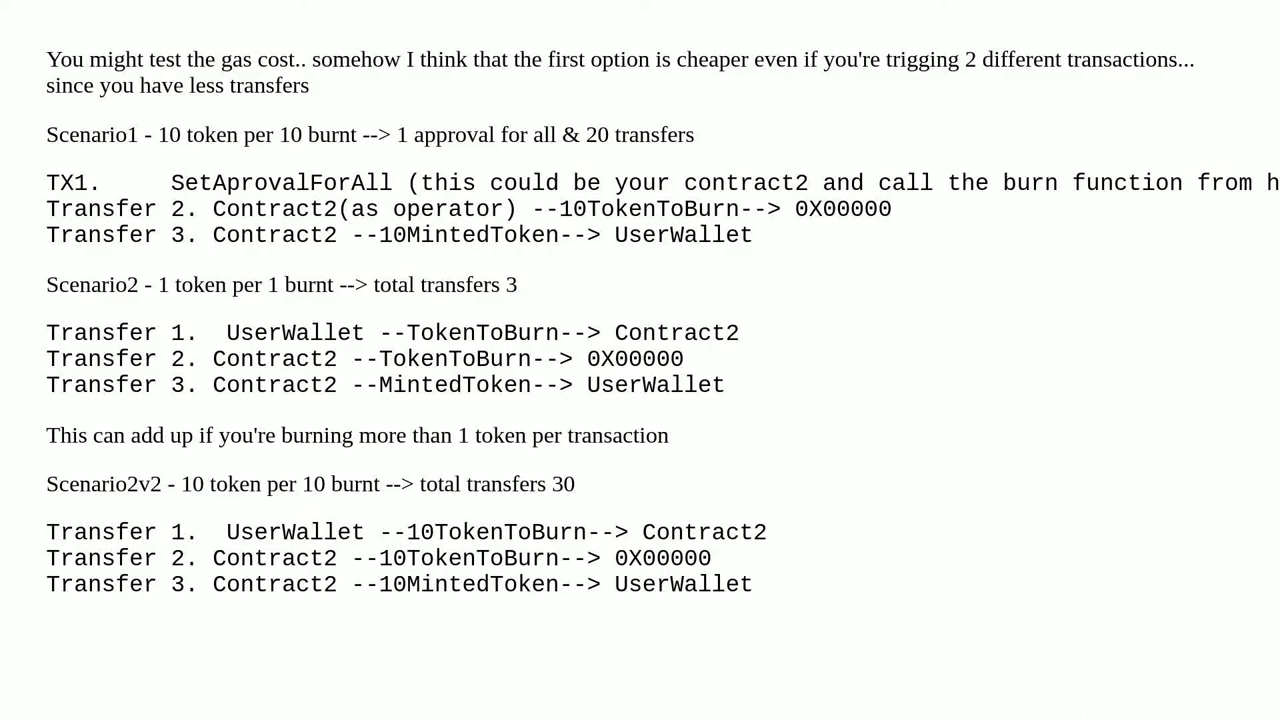 You might test the gas cost.. somehow I think that the first option is cheaper even if you're trigging 2 different transactions...
since you have less transfers
Scenario1 - 10 token per 10 burnt --> 1 approval for all & 20 transfers
TX1.     SetAprovalForAll (this could be your contract2 and call the burn function from h
Transfer 2. Contract2(as operator) --10TokenToBurn--> 0X00000
Transfer 3. Contract2 --10MintedToken--> UserWallet
Scenario2 - 1 token per 1 burnt --> total transfers 3
Transfer 1.  UserWallet --TokenToBurn--> Contract2
Transfer 2. Contract2 --TokenToBurn--> 0X00000
Transfer 3. Contract2 --MintedToken--> UserWallet
This can add up if you're burning more than 1 token per transaction
Scenario2v2 - 10 token per 10 burnt --> total transfers 30
Transfer 1.  UserWallet --10TokenToBurn--> Contract2
Transfer 2. Contract2 --10TokenToBurn--> 0X00000
Transfer 3. Contract2 --10MintedToken--> UserWallet